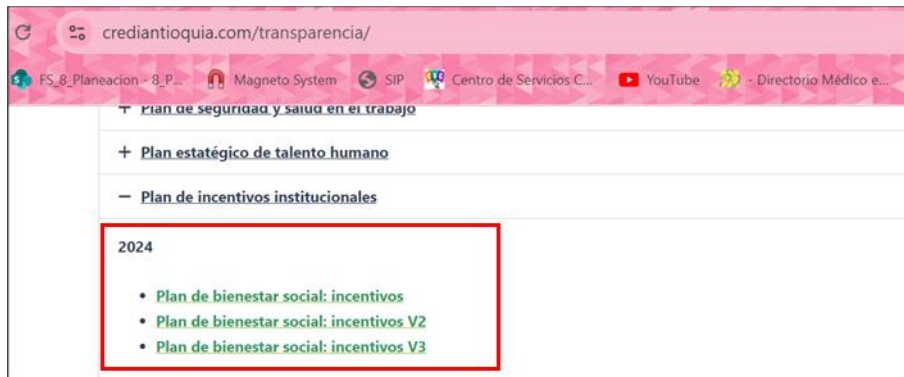 crediantioquia.com/transparencia/
FS_8_Planeacion - 8_P... Magneto System SIP Centro de Servicios C... YouTube - Directorio Médico e...
+ Plan de seguridad y salud en el trabajo
+ Plan estatégico de talento humano
− Plan de incentivos institucionales
2024
• Plan de bienestar social: incentivos
• Plan de bienestar social: incentivos V2
• Plan de bienestar social: incentivos V3